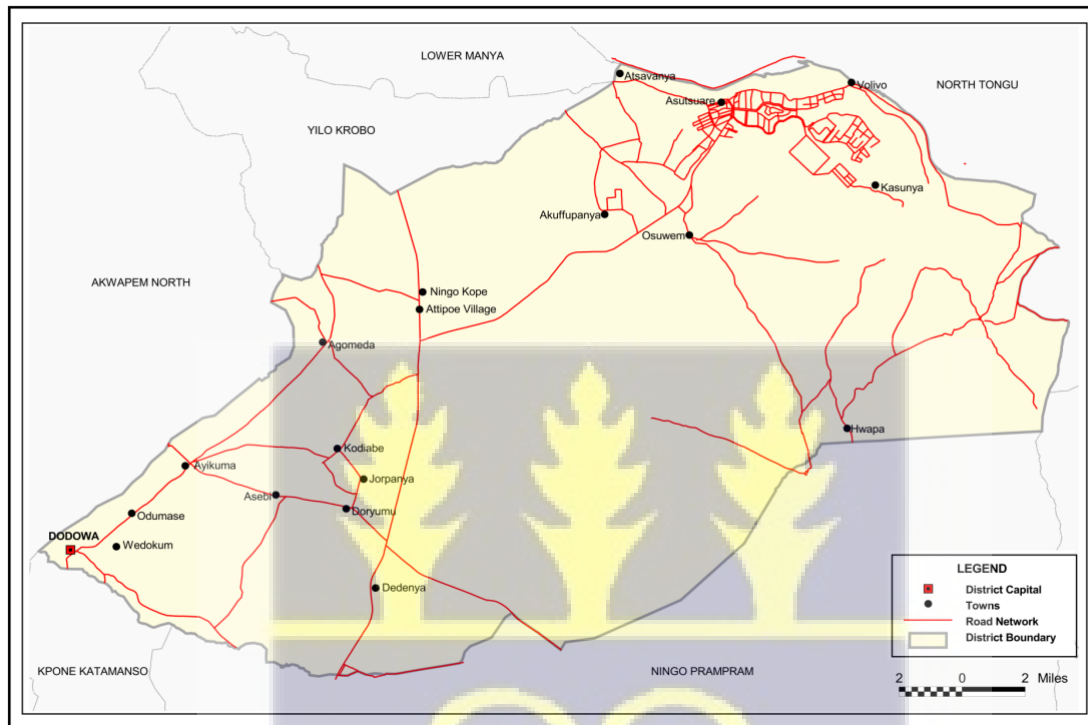 LOWER MANYA
Atsavanya
Volivo
NORTH TONGU
Asutsuare
YILO KROBO
Kasunya
Akuffupanya
Osuwem
AKWAPEM NORTH
Ningo Kope
Attipoe Village
Agomeda
Hwapa
Kodiabe
Ayikuma
Jorpanya
Asebi
Doryumu
Odumase
DODOWA
Wedokum
Dedenya
KPONE KATAMANSO
NINGO PRAMPRAM
LEGEND
District Capital
Towns
Road Network
District Boundary
2 0 2 Miles